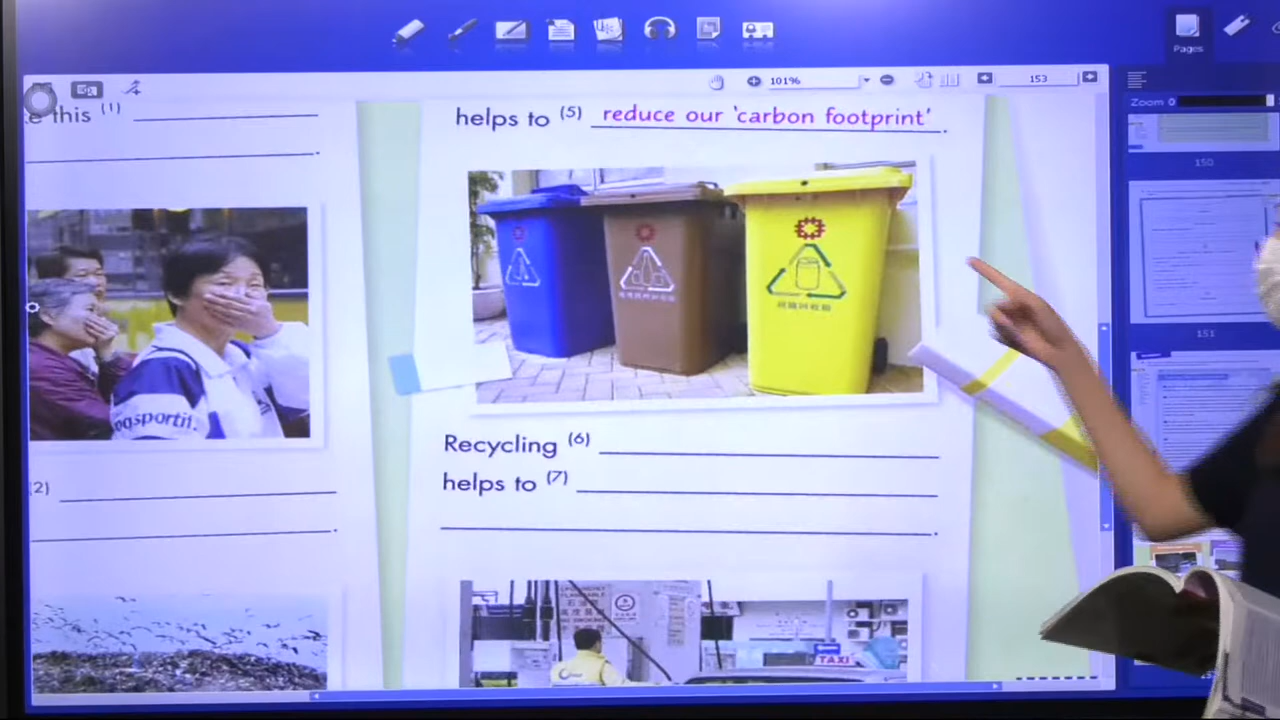 Pages
101%
153
Zoom
e this (1)
helps to (5) reduce our 'carbon footprint'.
150
151
sportif.
Recycling (6)
(2)
helps to (7)
TAXI